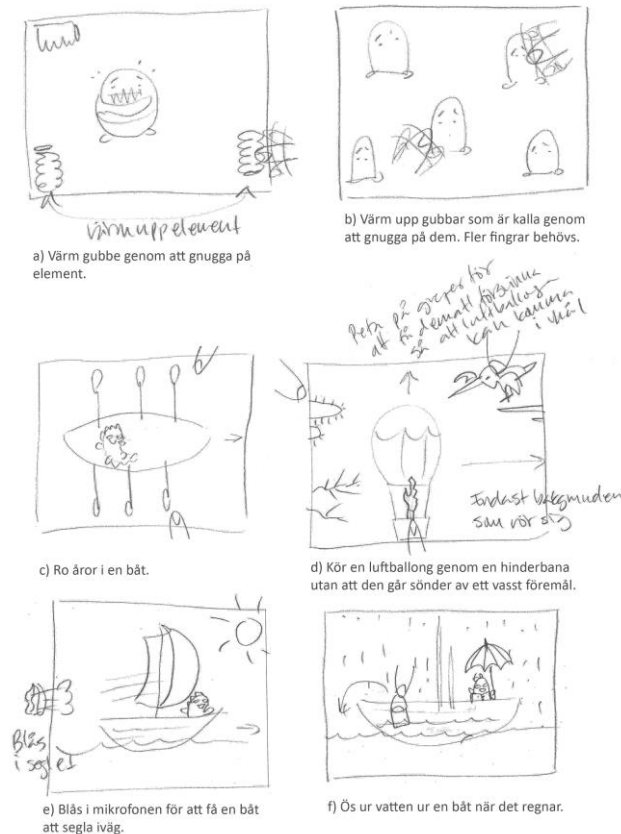 värm upp element
a) Värm gubbe genom att gnugga på
element.
b) Värm upp gubbar som är kalla genom
att gnugga på dem. Fler fingrar behövs.
Peta på
att få dem att försvinna
så att luftballongen
kan komma
i mål
c) Ro åror i en båt.
Endast bakgrunden
som rör sig
d) Kör en luftballong genom en hinderbana
utan att den går sönder av ett vasst föremål.
Blås
i seglet
e) Blås i mikrofonen för att få en båt
att segla iväg.
f) Ös ur vatten ur en båt när det regnar.